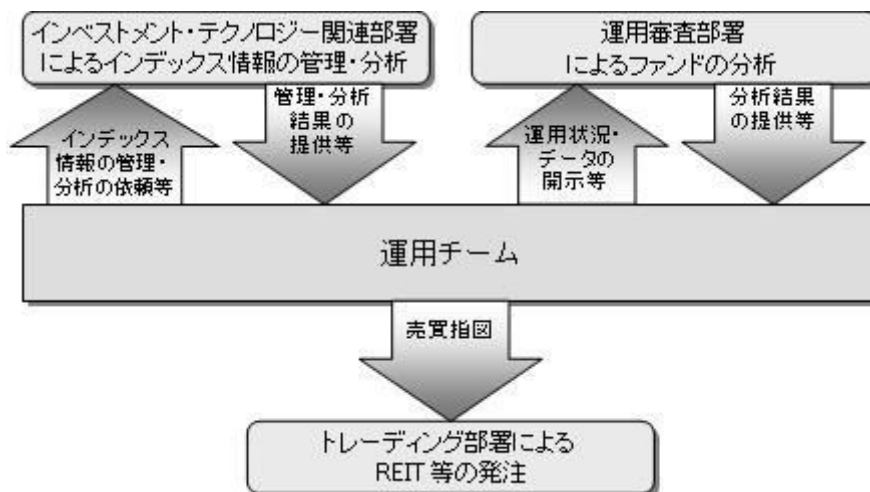 インベストメント・テクノロジー関連部署
によるインデックス情報の管理・分析
運用審査部署
によるファンドの分析
インデックス
情報の管理・
分析の依頼等
管理・分析
結果の
提供等
運用状況・
データの
開示等
分析結果
の提供等
運用チーム
売買指図
トレーディング部署による
REIT等の発注